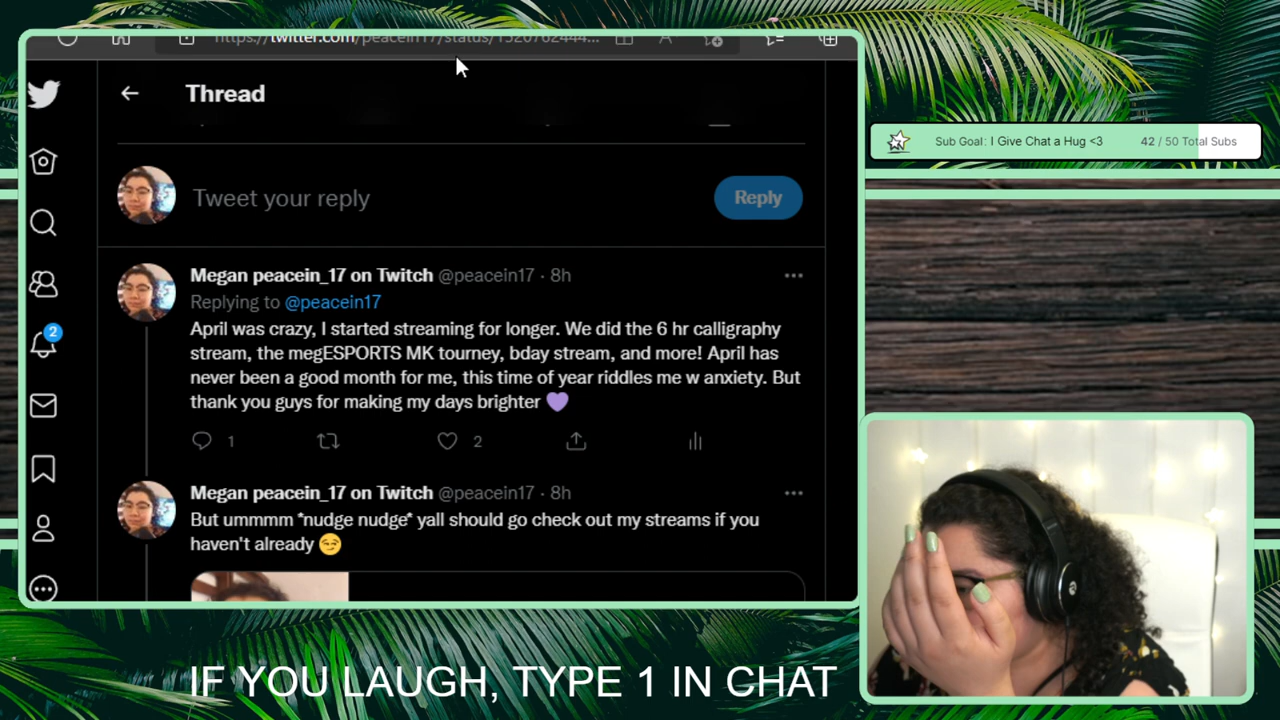 https://twitter.com/peacein17/status/1520762444...
Thread
Sub Goal: I Give Chat a Hug <3 42 / 50 Total Subs
Tweet your reply
Reply
Megan peacein_17 on Twitch @peacein17 · 8h
Replying to @peacein17
April was crazy, I started streaming for longer. We did the 6 hr calligraphy
stream, the megESPORTS MK tourney, bday stream, and more! April has
never been a good month for me, this time of year riddles me w anxiety. But
thank you guys for making my days brighter 💜
1 2
2
Megan peacein_17 on Twitch @peacein17 · 8h
But ummmm *nudge nudge* yall should go check out my streams if you
haven't already 😏
IF YOU LAUGH, TYPE 1 IN CHAT